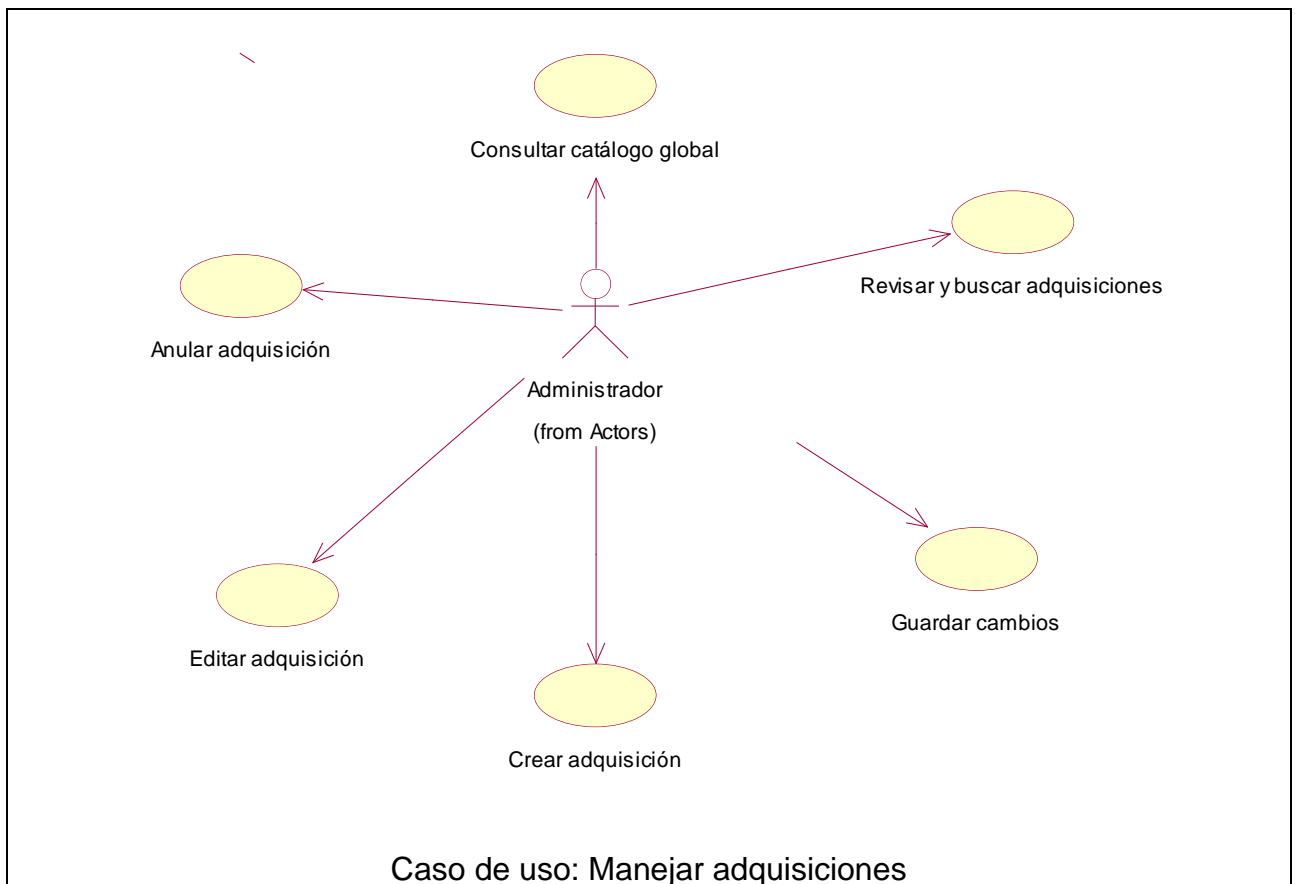 Consultar catálogo global
Revisar y buscar adquisiciones
Anular adquisición
Administrador
(from Actors)
Guardar cambios
Editar adquisición
Crear adquisición
Caso de uso: Manejar adquisiciones